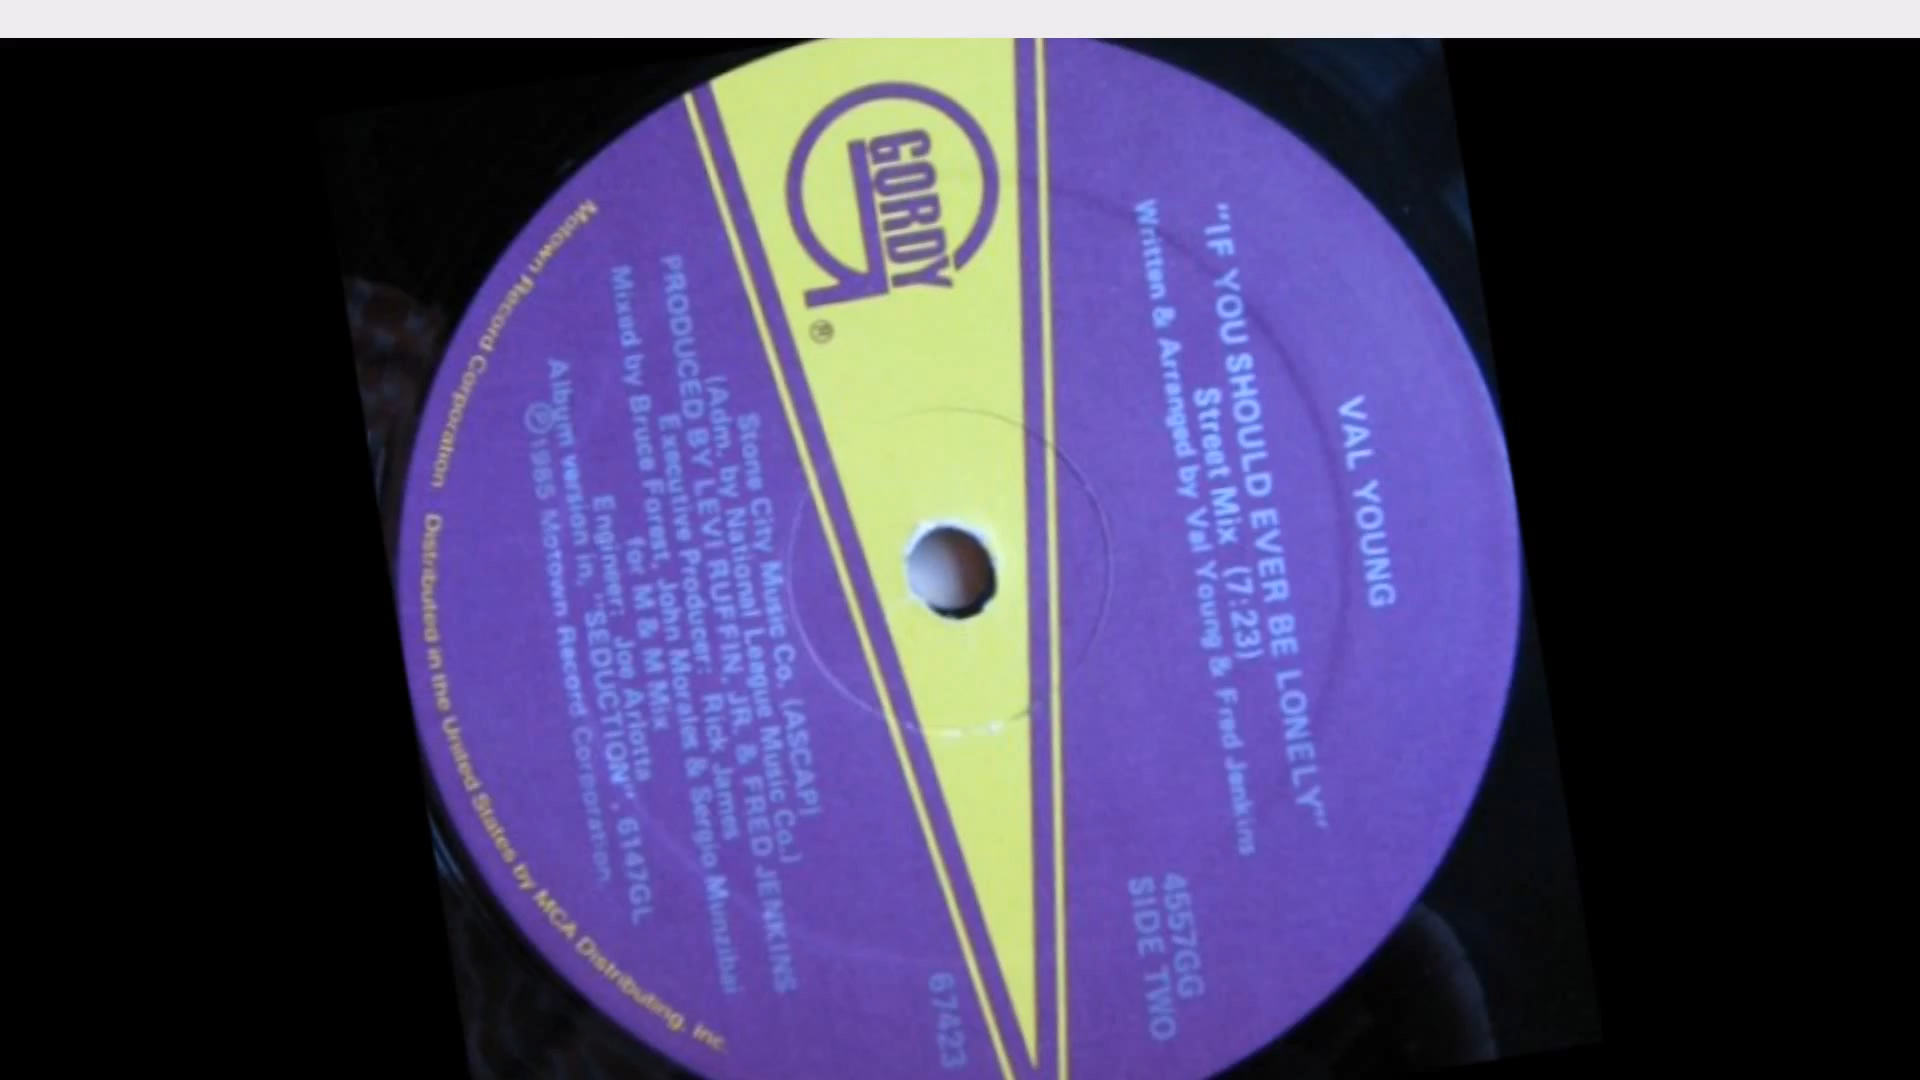 VAL YOUNG
"IF YOU SHOULD EVER BE LONELY"
Street Mix (7:23)
Written & Arranged by Val Young & Fred Jenkins
4557GG
SIDE TWO
GORDY
®
67423
Stone City Music Co. (ASCAP)
(Adm. by National League Music Co.)
PRODUCED BY LEVI RUFFIN, JR. & FRED JENKINS
Executive Producer: Rick James
Mixed by Bruce Forest, John Morales & Sergio Munzibai
for M & M Mix
Engineer: Joe Arlotta
Album version in, "SEDUCTION", 6147GL
℗1985 Motown Record Corporation.
Motown Record Corporation Distributed in the United States by MCA Distributing, Inc.